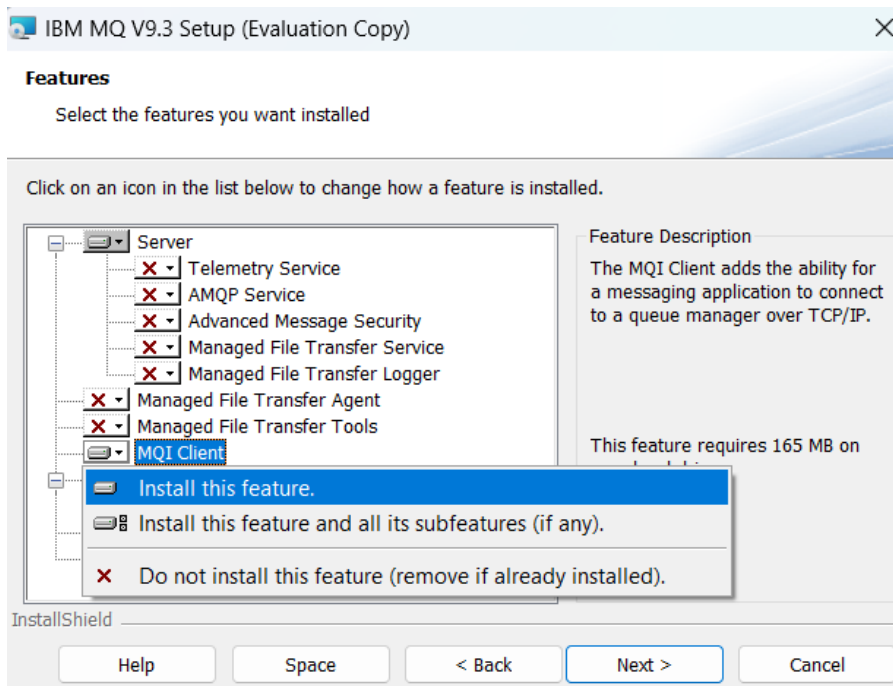 IBM MQ V9.3 Setup (Evaluation Copy)
Features
Select the features you want installed
Click on an icon in the list below to change how a feature is installed.
Server
Telemetry Service
AMQP Service
Advanced Message Security
Managed File Transfer Service
Managed File Transfer Logger
Managed File Transfer Agent
Managed File Transfer Tools
MQI Client
Install this feature.
Install this feature and all its subfeatures (if any).
Do not install this feature (remove if already installed).
Feature Description
The MQI Client adds the ability for
a messaging application to connect
to a queue manager over TCP/IP.
This feature requires 165 MB on
InstallShield
Help
Space
< Back
Next >
Cancel